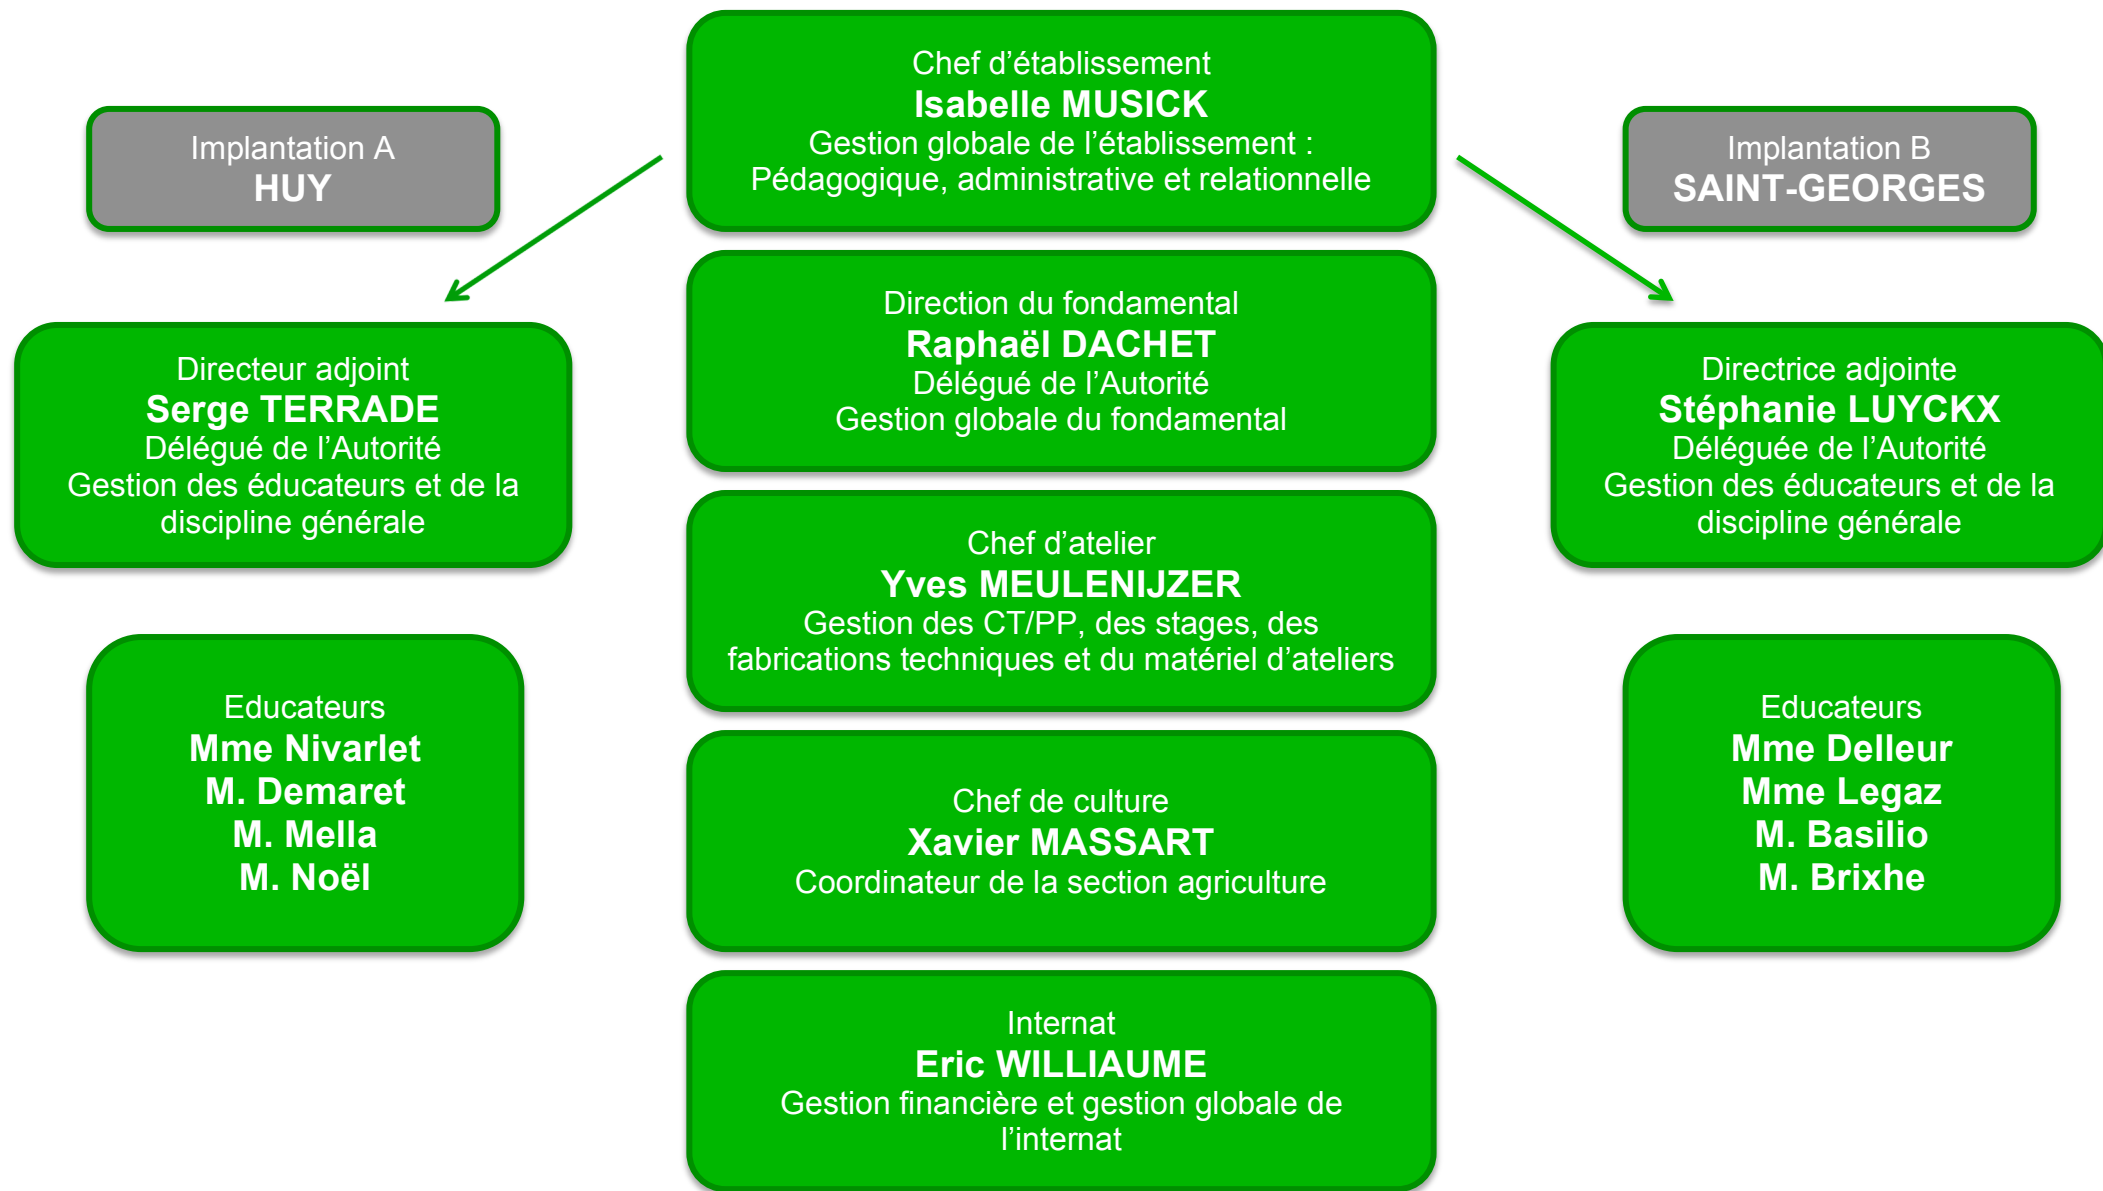 Chef d’établissement
Isabelle MUSICK
Gestion globale de l’établissement :
Pédagogique, administrative et relationnelle
Implantation A
HUY
Implantation B
SAINT-GEORGES
Direction du fondamental
Raphaël DACHET
Délégué de l’Autorité
Gestion globale du fondamental
Directeur adjoint
Serge TERRADE
Délégué de l’Autorité
Gestion des éducateurs et de la
discipline générale
Directrice adjointe
Stéphanie LUYCKX
Déléguée de l’Autorité
Gestion des éducateurs et de la
discipline générale
Chef d’atelier
Yves MEULENIJZER
Gestion des CT/PP, des stages, des
fabrications techniques et du matériel d’ateliers
Educateurs
Mme Nivarlet
M. Demaret
M. Mella
M. Noël
Educateurs
Mme Delleur
Mme Legaz
M. Basilio
M. Brixhe
Chef de culture
Xavier MASSART
Coordinateur de la section agriculture
Internat
Eric WILLIAUME
Gestion financière et gestion globale de
l’internat